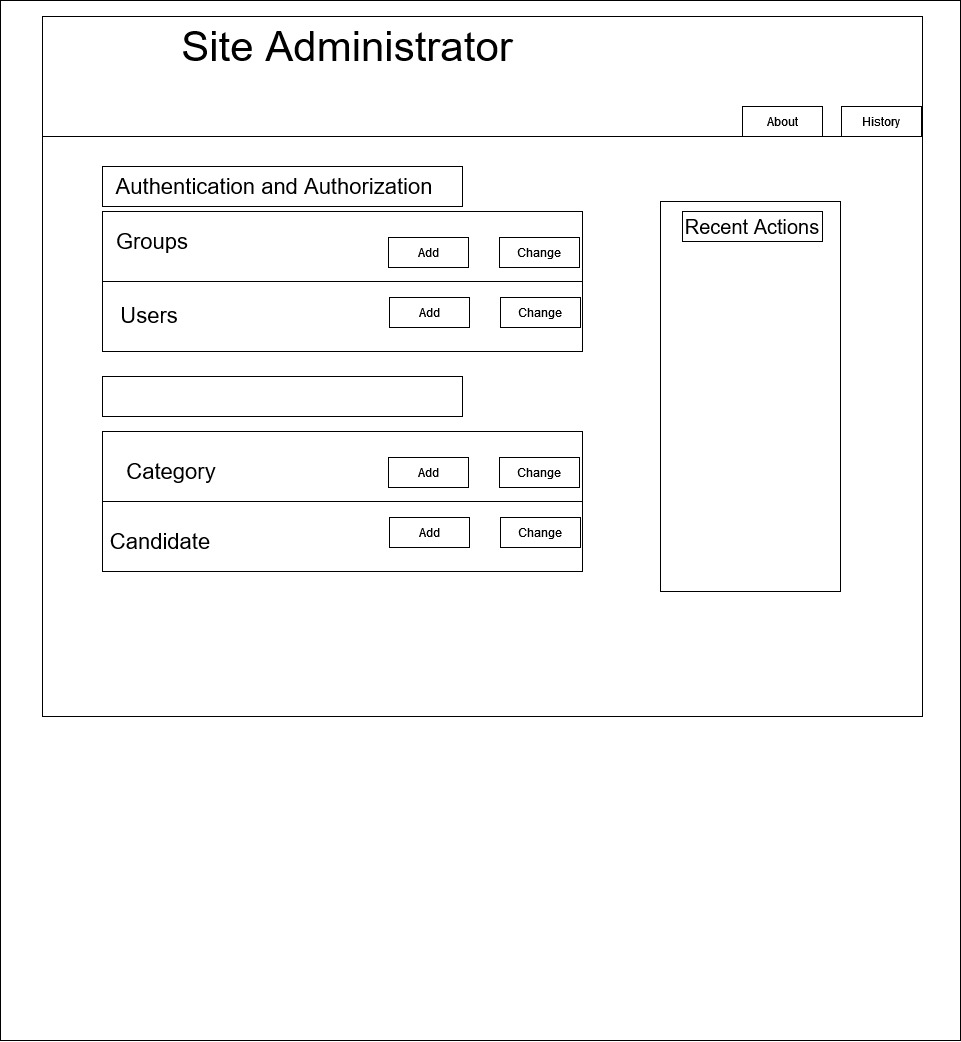 Site Administrator
About
History
Authentication and Authorization
Recent Actions
Groups
Add
Change
Users
Add
Change
Category
Add
Change
Candidate
Add
Change